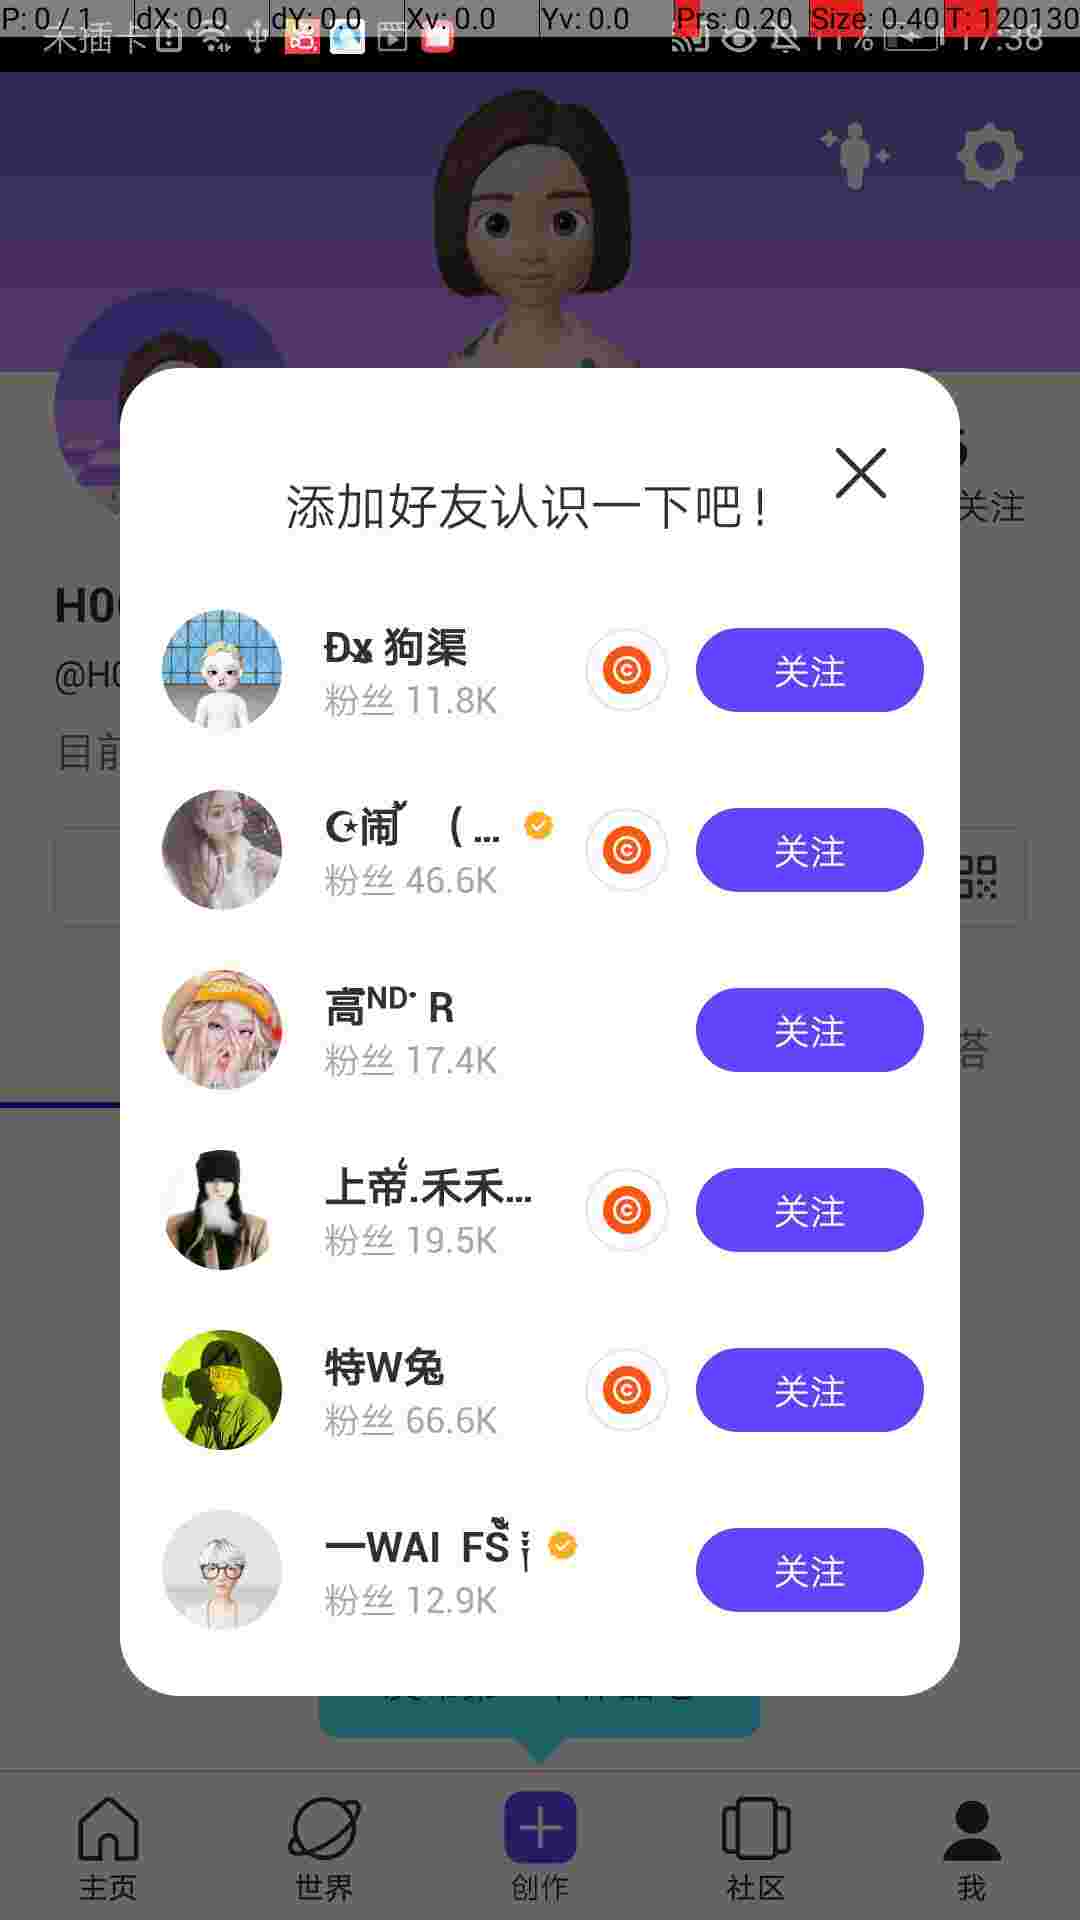 P: 0 / 1 dX: 0.0 dY: 0.0 Xv: 0.0 Yv: 0.0 Prs: 0.20 Size: 0.40 T: 120130
未插卡 11% 17:38
关注
添加好友认识一下吧！
H0
@H0
目前
狗渠
粉丝 11.8K
关注
闹 ( ...
粉丝 46.6K
关注
高ᴺᴰ· R
粉丝 17.4K
关注
上帝.禾禾...
粉丝 19.5K
关注
特W兔
粉丝 66.6K
关注
一WAI FS
粉丝 12.9K
关注
主页
世界
创作
社区
我